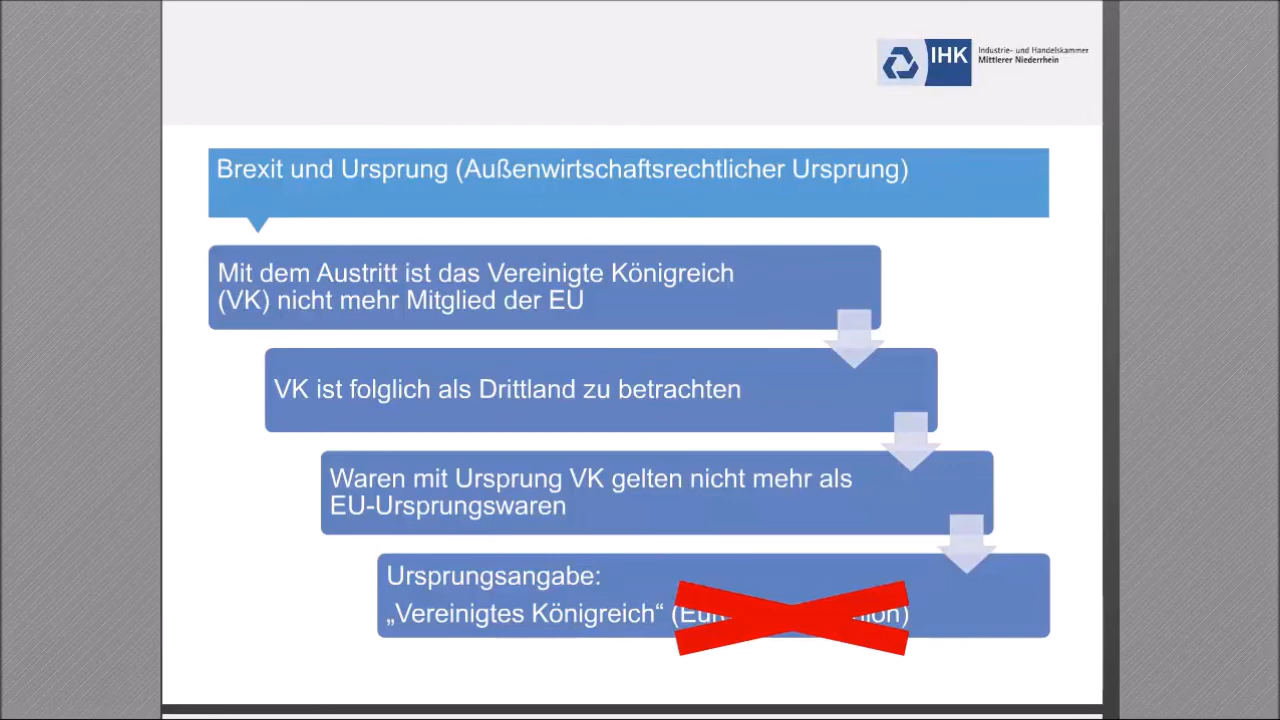 IHK
Industrie- und Handelskammer
Mittlerer Niederrhein
Brexit und Ursprung (Außenwirtschaftsrechtlicher Ursprung)
Mit dem Austritt ist das Vereinigte Königreich
(VK) nicht mehr Mitglied der EU
VK ist folglich als Drittland zu betrachten
Waren mit Ursprung VK gelten nicht mehr als
EU-Ursprungswaren
Ursprungsangabe:
„Vereinigtes Königreich“